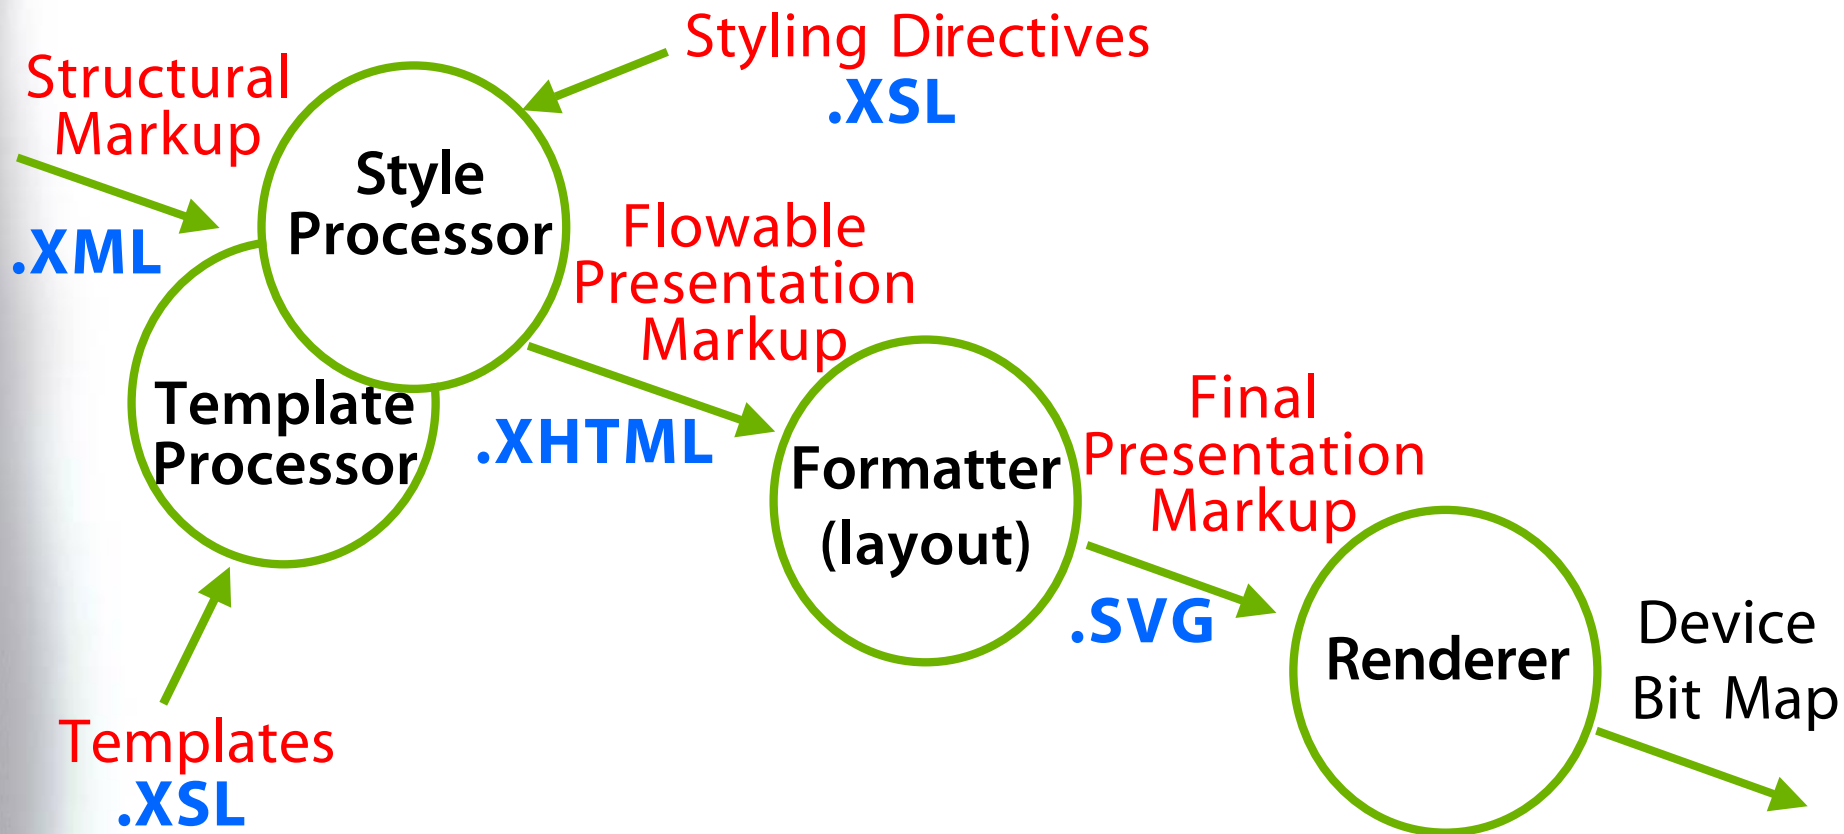 Styling Directives
.XSL
Structural
Markup
.XML
Style
Processor
Flowable
Presentation
Markup
.XHTML
Template
Processor
Templates
.XSL
Formatter
(layout)
Final
Presentation
Markup
.SVG
Renderer
Device
Bit Map